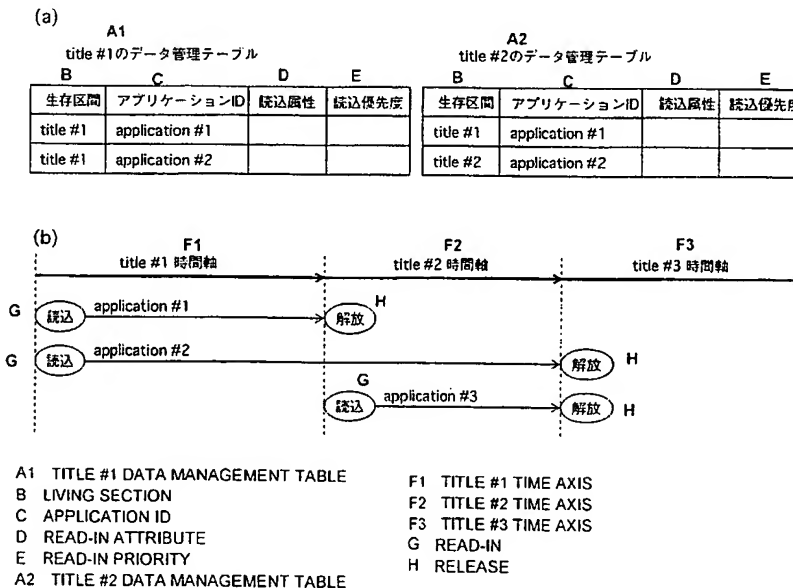 (a)
A1
title #1のデータ管理テーブル
B C D E
生存区間 アプリケーションID 読込属性 読込優先度
title #1 application #1
title #1 application #2
A2
title #2のデータ管理テーブル
B C D E
生存区間 アプリケーションID 読込属性 読込優先度
title #1 application #1
title #2 application #2
(b)
F1 F2 F3
title #1 時間軸 title #2 時間軸 title #3 時間軸
G 読込 application #1 解放 H
G 読込 application #2 解放 H
G
読込 application #3 解放 H
A1 TITLE #1 DATA MANAGEMENT TABLE
B LIVING SECTION
C APPLICATION ID
D READ-IN ATTRIBUTE
E READ-IN PRIORITY
A2 TITLE #2 DATA MANAGEMENT TABLE
F1 TITLE #1 TIME AXIS
F2 TITLE #2 TIME AXIS
F3 TITLE #3 TIME AXIS
G READ-IN
H RELEASE